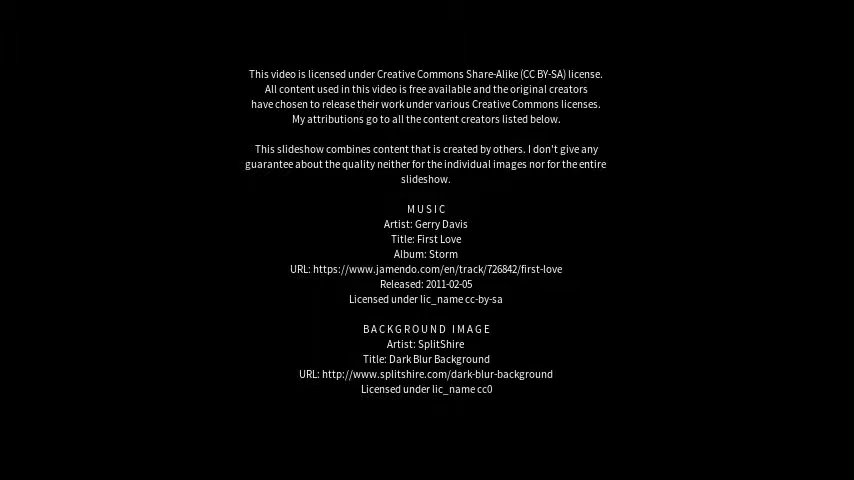 This video is licensed under Creative Commons Share-Alike (CC BY-SA) license.
All content used in this video is free available and the original creators
have chosen to release their work under various Creative Commons licenses.
My attributions go to all the content creators listed below.
This slideshow combines content that is created by others. I don't give any
guarantee about the quality neither for the individual images nor for the entire
slideshow.
MUSIC
Artist: Gerry Davis
Title: First Love
Album: Storm
URL: https://www.jamendo.com/en/track/726842/first-love
Released: 2011-02-05
Licensed under lic_name cc-by-sa
BACKGROUND IMAGE
Artist: SplitShire
Title: Dark Blur Background
URL: http://www.splitshire.com/dark-blur-background
Licensed under lic_name cc0